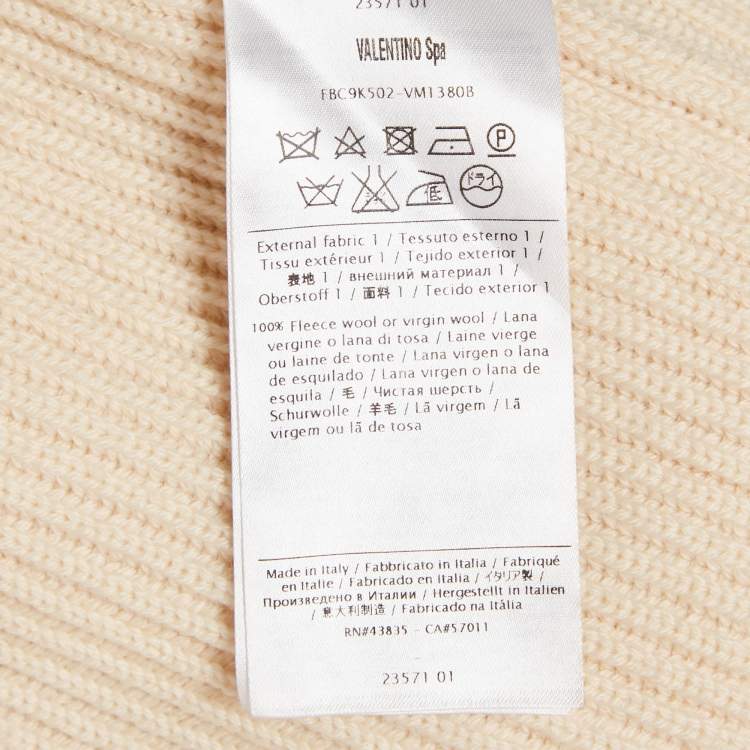 23571 01
VALENTINO Spa
FBC9K502-VM1380B
P
低 ドライ
External fabric 1 / Tessuto esterno 1 /
Tissu extérieur 1 / Tejido exterior 1 /
表地 1 / внешний материал 1 /
Oberstoff 1 / 面料 1 / Tecido exterior 1
100% Fleece wool or virgin wool / Lana
vergine o lana di tosa / Laine vierge
ou laine de tonte / Lana virgen o lana
de esquilado / Lana virgen o lana de
esquila / 毛 / Чистая шерсть /
Schurwolle / 羊毛 / Lã virgem / Lã
virgem ou lã de tosa
Made in Italy / Fabbricato in Italia / Fabriqué
en Italie / Fabricado en Italia / イタリア製 /
Произведено в Италии / Hergestellt in Italien
/ 意大利制造 / Fabricado na Itália
RN#43835 - CA#57011
23571 01